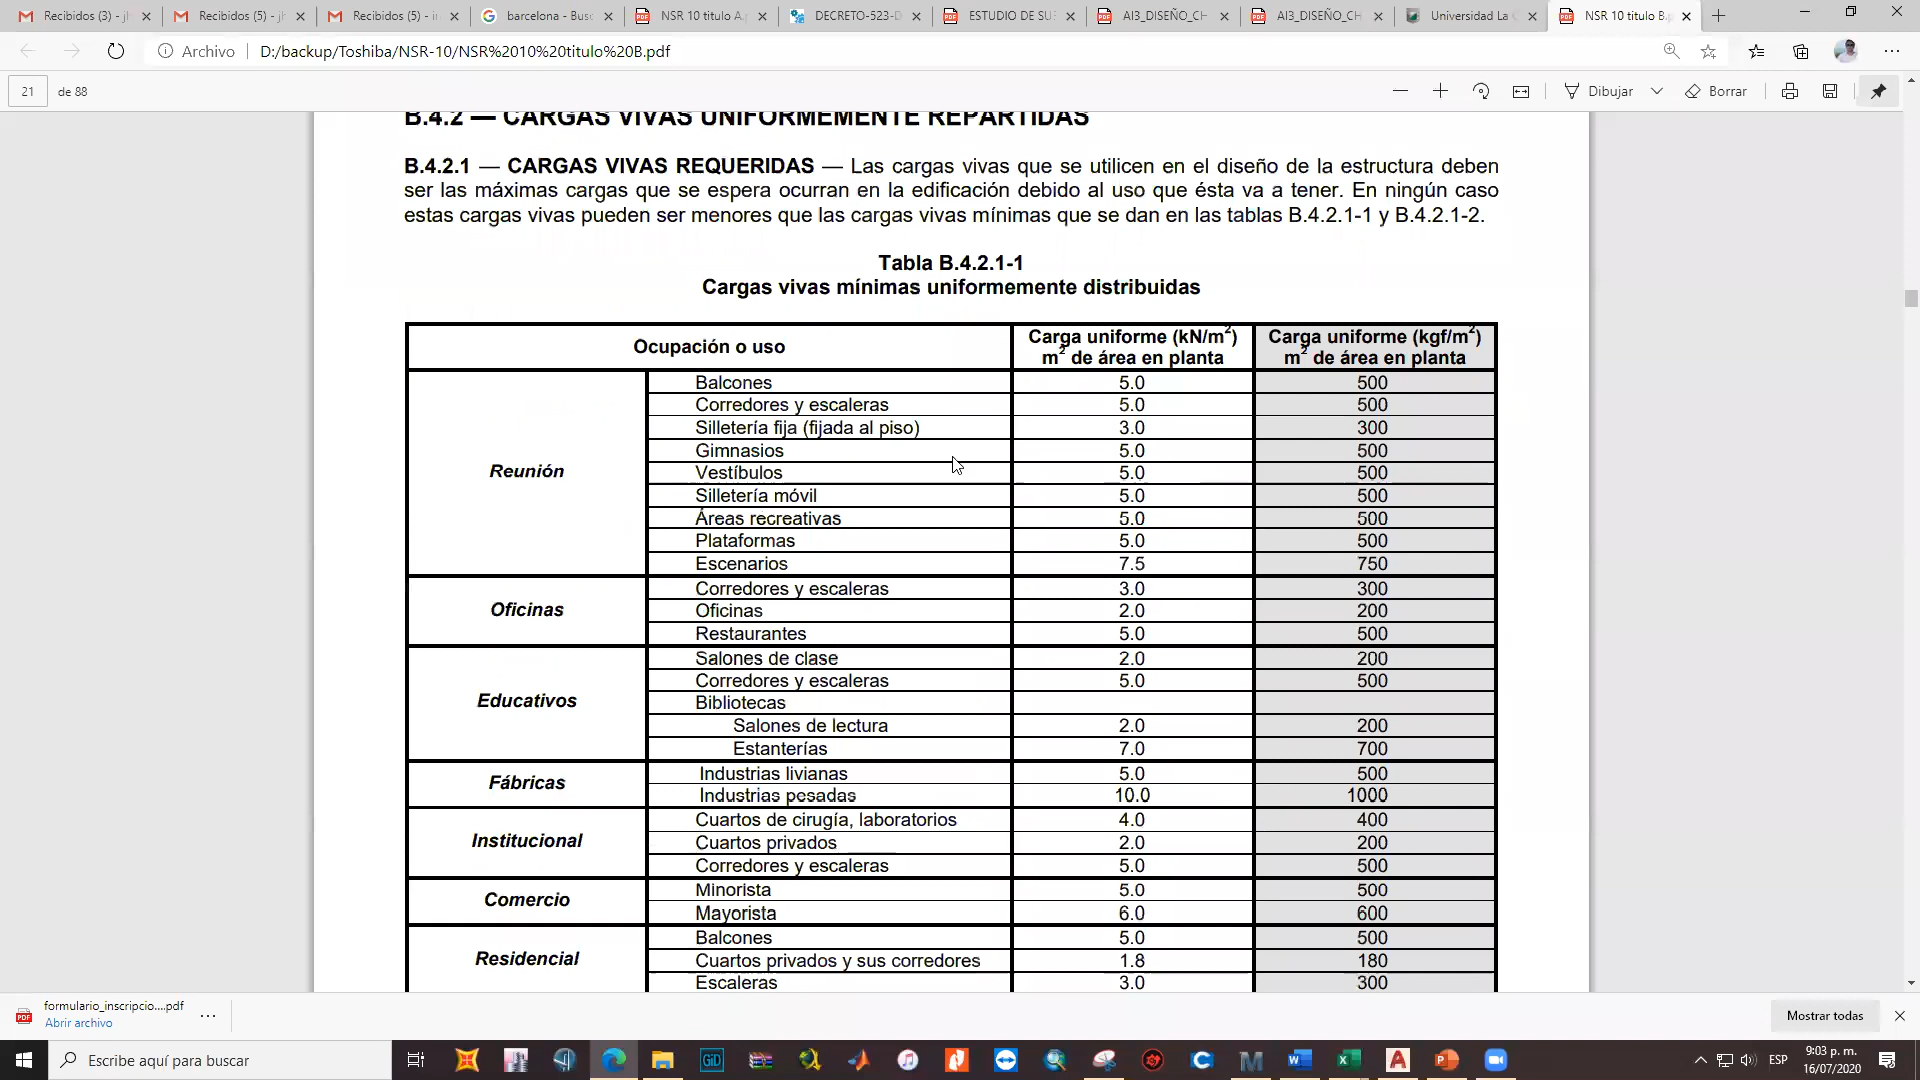 Recibidos (3) - jh
Recibidos (5) - jh
Recibidos (5) - in
barcelona - Busc
NSR 10 titulo A.p
DECRETO-523-D
ESTUDIO DE SUE
AI3_DISEÑO_CH
AI3_DISEÑO_CH
Universidad La G
NSR 10 titulo B.p
Archivo
D:/backup/Toshiba/NSR-10/NSR%2010%20titulo%20B.pdf
21 de 88
Dibujar
Borrar
B.4.2 — CARGAS VIVAS UNIFORMEMENTE REPARTIDAS
B.4.2.1 — CARGAS VIVAS REQUERIDAS — Las cargas vivas que se utilicen en el diseño de la estructura deben
ser las máximas cargas que se espera ocurran en la edificación debido al uso que ésta va a tener. En ningún caso
estas cargas vivas pueden ser menores que las cargas vivas mínimas que se dan en las tablas B.4.2.1-1 y B.4.2.1-2.
Tabla B.4.2.1-1
Cargas vivas mínimas uniformemente distribuidas
Ocupación o uso
Carga uniforme (kN/m²)
m² de área en planta
Carga uniforme (kgf/m²)
m² de área en planta
Reunión
Balcones 5.0 500
Corredores y escaleras 5.0 500
Silletería fija (fijada al piso) 3.0 300
Gimnasios 5.0 500
Vestíbulos 5.0 500
Silletería móvil 5.0 500
Áreas recreativas 5.0 500
Plataformas 5.0 500
Escenarios 7.5 750
Oficinas
Corredores y escaleras 3.0 300
Oficinas 2.0 200
Restaurantes 5.0 500
Educativos
Salones de clase 2.0 200
Corredores y escaleras 5.0 500
Bibliotecas
Salones de lectura 2.0 200
Estanterías 7.0 700
Fábricas
Industrias livianas 5.0 500
Industrias pesadas 10.0 1000
Institucional
Cuartos de cirugía, laboratorios 4.0 400
Cuartos privados 2.0 200
Corredores y escaleras 5.0 500
Comercio
Minorista 5.0 500
Mayorista 6.0 600
Residencial
Balcones 5.0 500
Cuartos privados y sus corredores 1.8 180
Escaleras 3.0 300
formulario_inscripcio....pdf
Abrir archivo
Mostrar todas
Escribe aquí para buscar
GiD
ESP
9:03 p. m.
16/07/2020